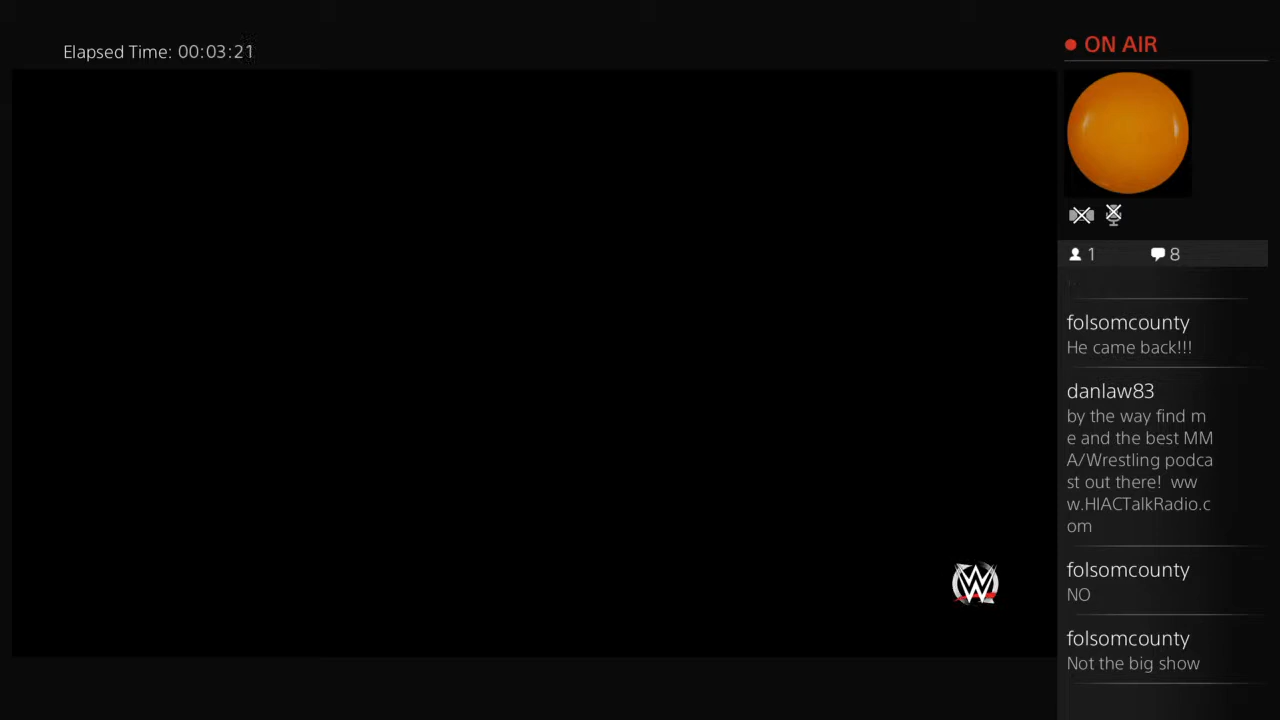 Elapsed Time: 00:03:21
ON AIR
1
8
folsomcounty
He came back!!!
danlaw83
by the way find m
e and the best MM
A/Wrestling podca
st out there!  ww
w.HIACTalkRadio.c
om
folsomcounty
NO
folsomcounty
Not the big show
W